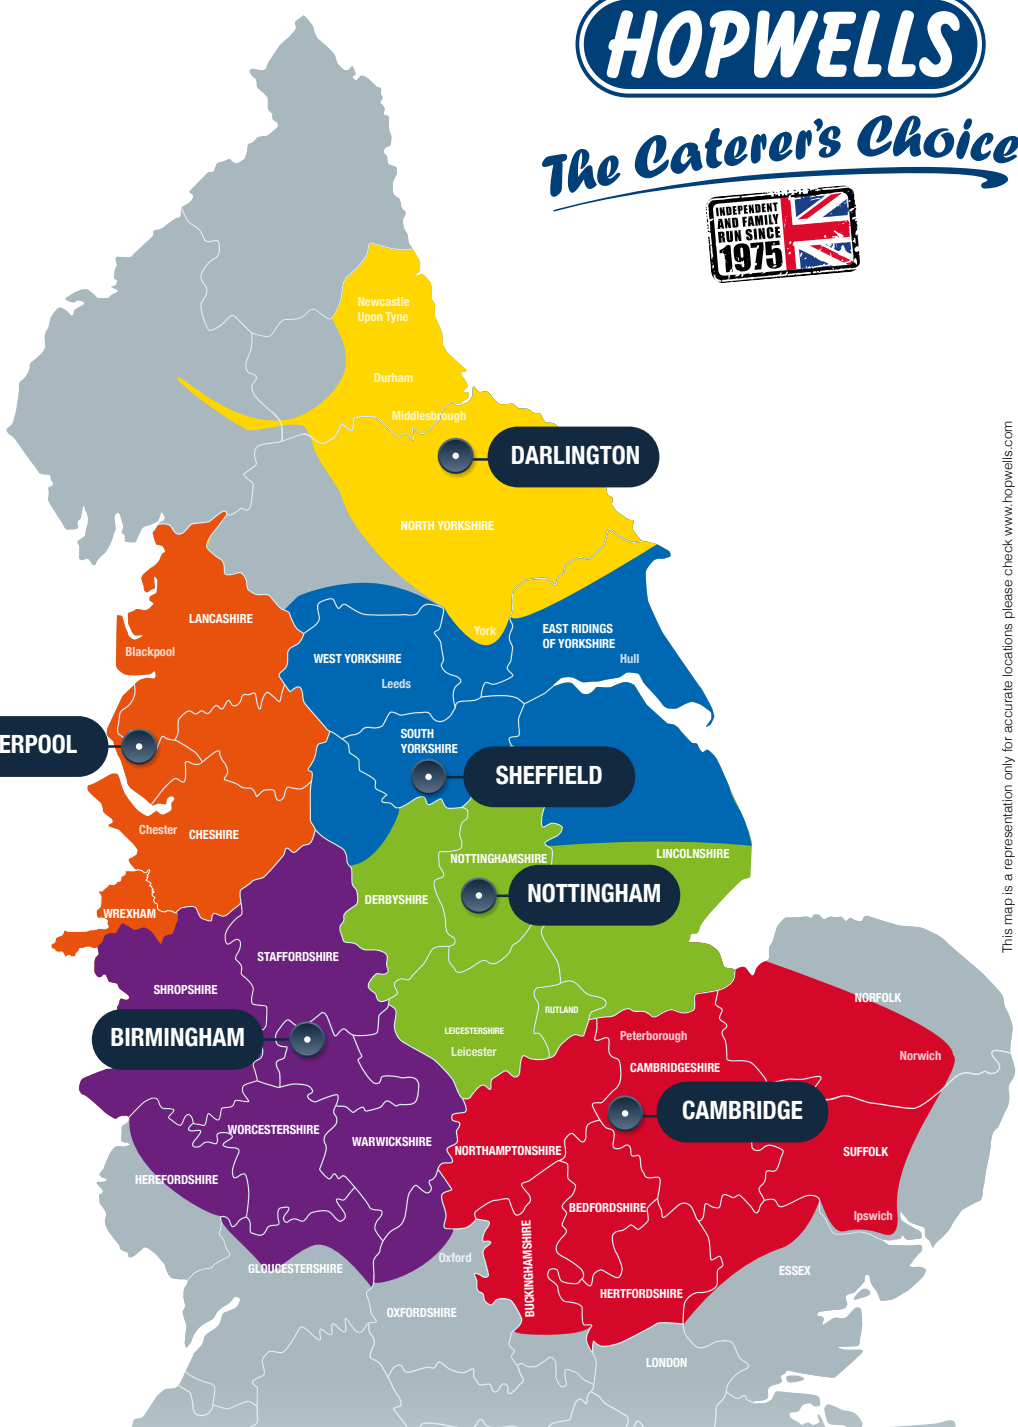 HOPWELLS
The Caterer's Choice
INDEPENDENT
AND FAMILY
RUN SINCE
1975
Newcastle
Upon Tyne
Durham
Middlesbrough
DARLINGTON
NORTH YORKSHIRE
LANCASHIRE
Blackpool
York
EAST RIDINGS
OF YORKSHIRE
Hull
WEST YORKSHIRE
Leeds
SOUTH
YORKSHIRE
ERPOOL
SHEFFIELD
Chester
CHESHIRE
NOTTINGHAMSHIRE
LINCOLNSHIRE
NOTTINGHAM
DERBYSHIRE
WREXHAM
STAFFORDSHIRE
SHROPSHIRE
NORFOLK
RUTLAND
LEICESTERSHIRE
Leicester
BIRMINGHAM
Peterborough
Norwich
CAMBRIDGESHIRE
CAMBRIDGE
WORCESTERSHIRE
WARWICKSHIRE
NORTHAMPTONSHIRE
SUFFOLK
HEREFORDSHIRE
BEDFORDSHIRE
Ipswich
BUCKINGHAMSHIRE
Oxford
GLOUCESTERSHIRE
ESSEX
HERTFORDSHIRE
OXFORDSHIRE
LONDON
This map is a representation only for accurate locations please check www.hopwells.com